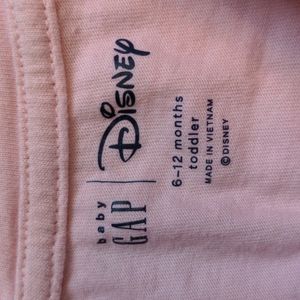 baby
GAP
Disney
6-12 months
toddler
MADE IN VIETNAM
© DISNEY